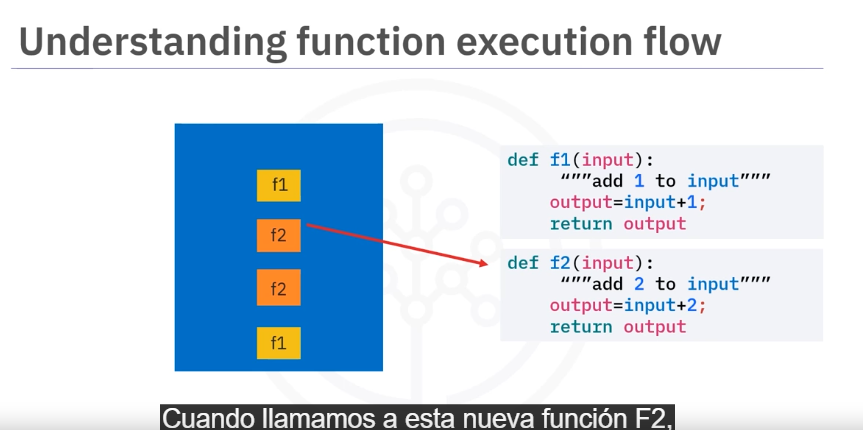 Understanding function execution flow
f1
f2
f2
f1
def f1(input):
“””add 1 to input”””
output=input+1;
return output
def f2(input):
“””add 2 to input”””
output=input+2;
return output
Cuando llamamos a esta nueva función F2,